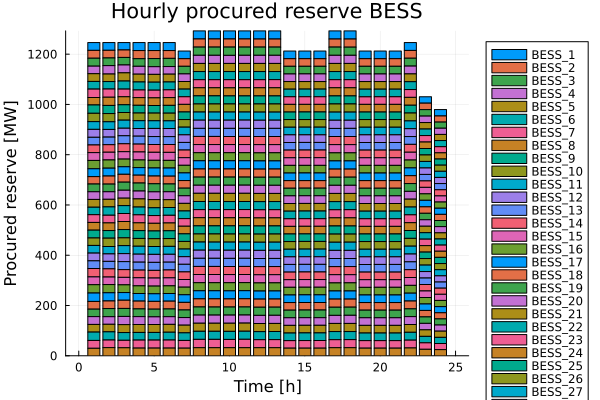 Hourly procured reserve BESS
Procured reserve [MW]
1200
1000
800
600
400
200
0
0
5
10
15
20
25
Time [h]
BESS_1
BESS_2
BESS_3
BESS_4
BESS_5
BESS_6
BESS_7
BESS_8
BESS_9
BESS_10
BESS_11
BESS_12
BESS_13
BESS_14
BESS_15
BESS_16
BESS_17
BESS_18
BESS_19
BESS_20
BESS_21
BESS_22
BESS_23
BESS_24
BESS_25
BESS_26
BESS_27